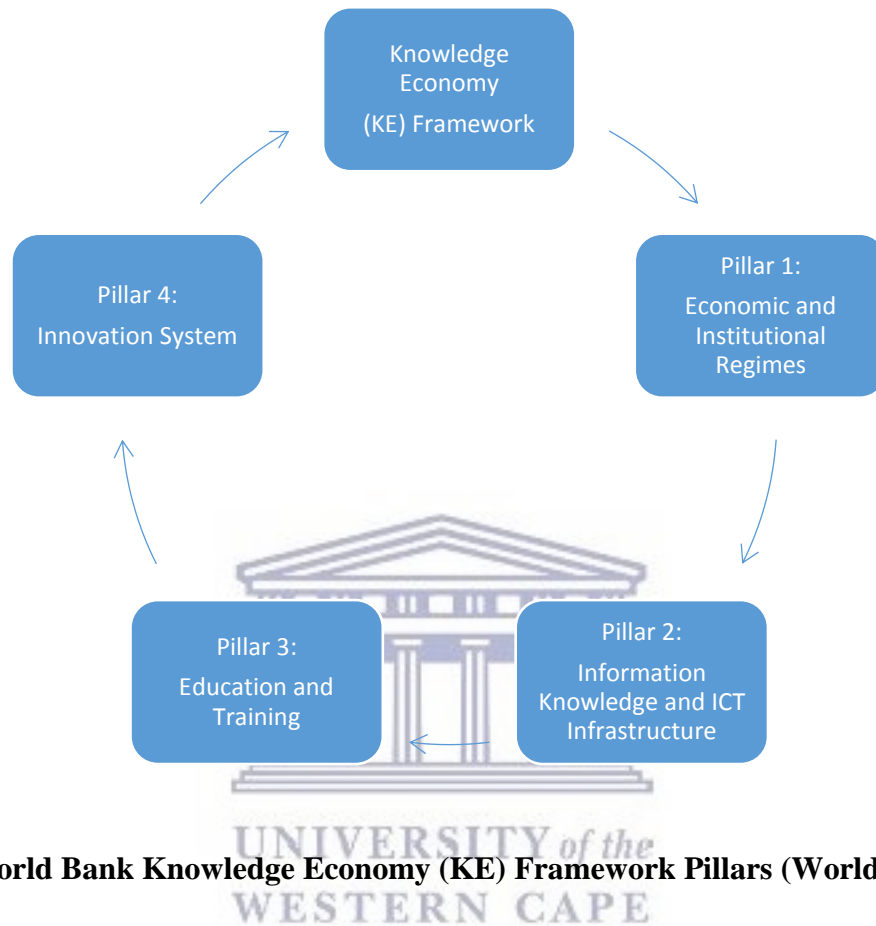 Knowledge
Economy
(KE) Framework
Pillar 1:
Economic and
Institutional
Regimes
Pillar 2:
Information
Knowledge and ICT
Infrastructure
Pillar 3:
Education and
Training
Pillar 4:
Innovation System
UNIVERSITY of the
orld Bank Knowledge Economy (KE) Framework Pillars (World
WESTERN CAPE